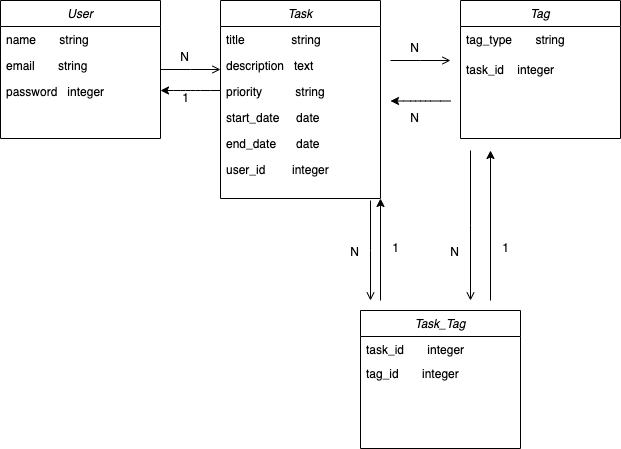 User
name string
email string
password integer
N
1
Task
title string
description text
priority string
start_date date
end_date date
user_id integer
N
N
Tag
tag_type string
task_id integer
N
1
N
1
Task_Tag
task_id integer
tag_id integer